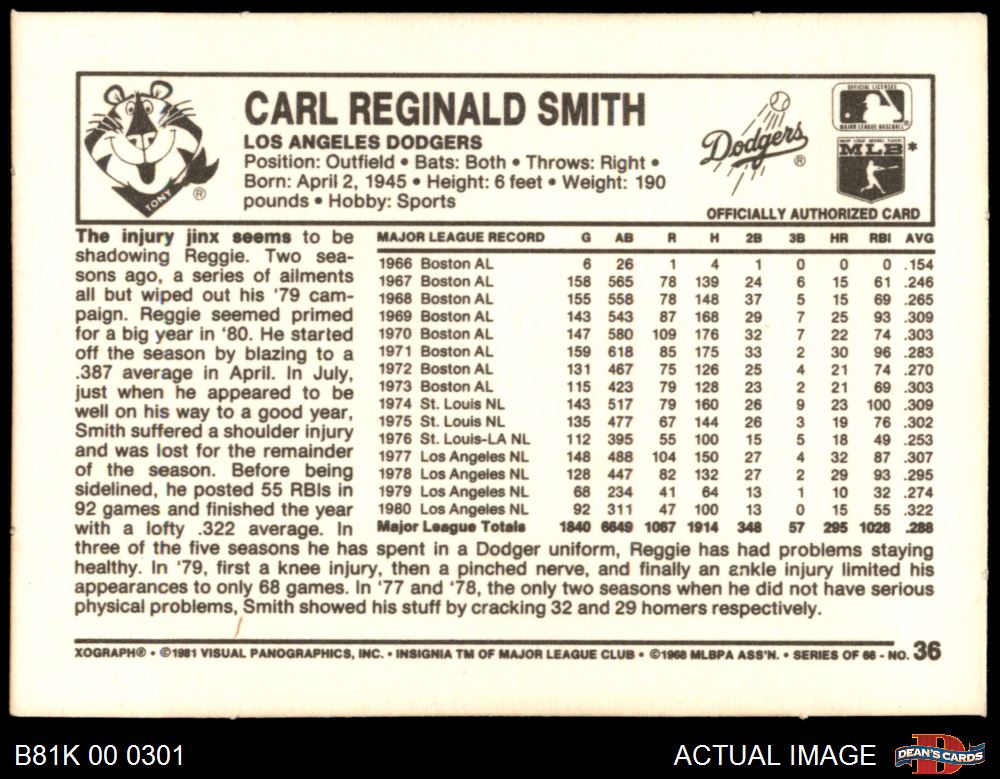 CARL REGINALD SMITH
LOS ANGELES DODGERS
Position: Outfield • Bats: Both • Throws: Right •
Born: April 2, 1945 • Height: 6 feet • Weight: 190
pounds • Hobby: Sports
TONY
®
Dodgers
®
OFFICIAL LICENSEE
MAJOR LEAGUE BASEBALL
MAJOR LEAGUE BASEBALL PLAYERS
MLB*
OFFICIALLY AUTHORIZED CARD
The injury jinx seems to be
shadowing Reggie. Two sea-
sons ago, a series of ailments
all but wiped out his '79 cam-
paign. Reggie seemed primed
for a big year in '80. He started
off the season by blazing to a
.387 average in April. In July,
just when he appeared to be
well on his way to a good year,
Smith suffered a shoulder injury
and was lost for the remainder
of the season. Before being
sidelined, he posted 55 RBIs in
92 games and finished the year
with a lofty .322 average. In
MAJOR LEAGUE RECORD G AB R H 2B 3B HR RBI AVG
1966 Boston AL 6 26 1 4 1 0 0 0 .154
1967 Boston AL 158 565 78 139 24 6 15 61 .246
1968 Boston AL 155 558 78 148 37 5 15 69 .265
1969 Boston AL 143 543 87 168 29 7 25 93 .309
1970 Boston AL 147 580 109 176 32 7 22 74 .303
1971 Boston AL 159 618 85 175 33 2 30 96 .283
1972 Boston AL 131 467 75 126 25 4 21 74 .270
1973 Boston AL 115 423 79 128 23 2 21 69 .303
1974 St. Louis NL 143 517 79 160 26 9 23 100 .309
1975 St. Louis NL 135 477 67 144 26 3 19 76 .302
1976 St. Louis-LA NL 112 395 55 100 15 5 18 49 .253
1977 Los Angeles NL 148 488 104 150 27 4 32 87 .307
1978 Los Angeles NL 128 447 82 132 27 2 29 93 .295
1979 Los Angeles NL 68 234 41 64 13 1 10 32 .274
1980 Los Angeles NL 92 311 47 100 13 0 15 55 .322
Major League Totals 1840 6649 1067 1914 348 57 295 1028 .288
three of the five seasons he has spent in a Dodger uniform, Reggie has had problems staying
healthy. In '79, first a knee injury, then a pinched nerve, and finally an ankle injury limited his
appearances to only 68 games. In '77 and '78, the only two seasons when he did not have serious
physical problems, Smith showed his stuff by cracking 32 and 29 homers respectively.
XOGRAPH® • ©1981 VISUAL PANOGRAPHICS, INC. • INSIGNIA TM OF MAJOR LEAGUE CLUB • ©1968 MLBPA ASS'N. • SERIES OF 66 - NO. 36
B81K 00 0301
ACTUAL IMAGE
D
DEAN'S CARDS